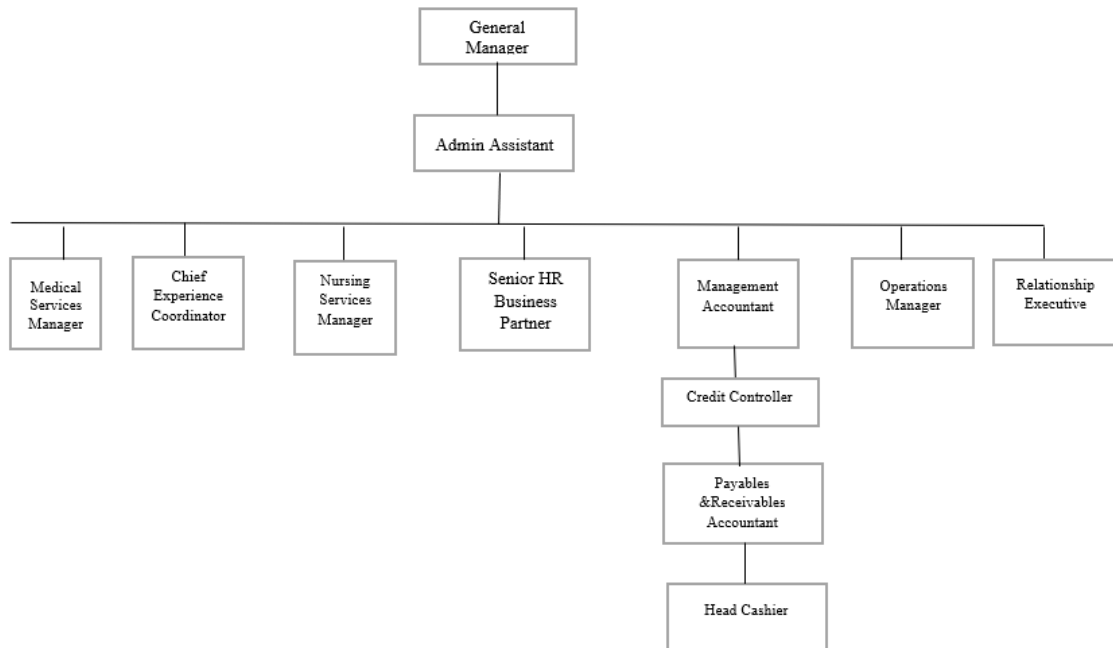 General
Manager
Admin Assistant
Medical
Services
Manager
Chief
Experience
Coordinator
Nursing
Services
Manager
Senior HR
Business
Partner
Management
Accountant
Operations
Manager
Relationship
Executive
Credit Controller
Payables
&Receivables
Accountant
Head Cashier